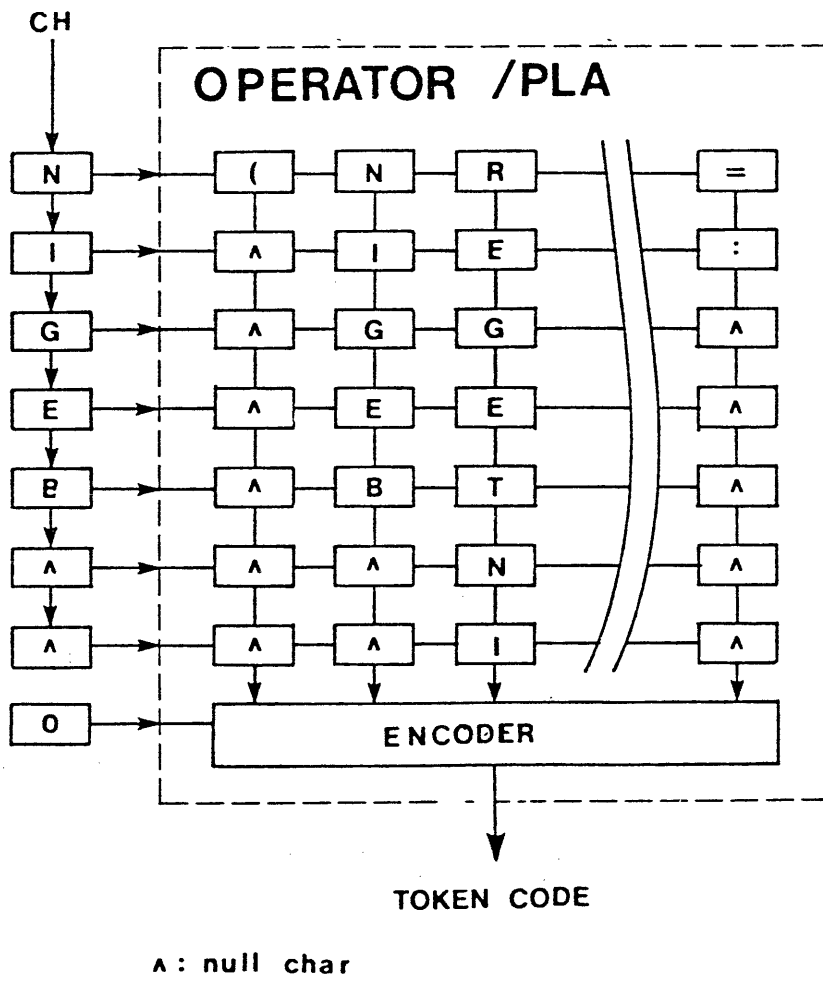 CH
OPERATOR /PLA
N ( N R =
I ∧ I E :
G ∧ G G ∧
E ∧ E E ∧
B ∧ B T ∧
∧ ∧ ∧ N ∧
∧ ∧ ∧ I ∧
0 ENCODER
TOKEN CODE
∧ : null char